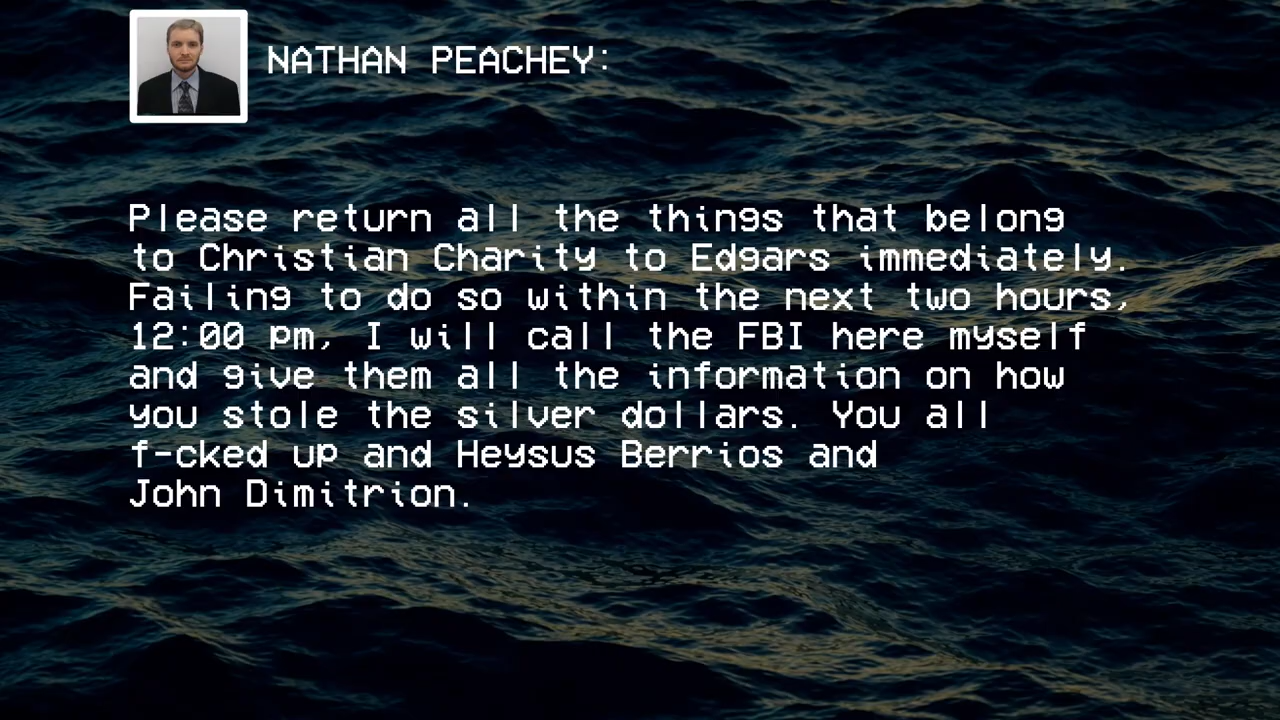 NATHAN PEACHEY:
Please return all the things that belong
to Christian Charity to Edgars immediately.
Failing to do so within the next two hours,
12:00 pm, I will call the FBI here myself
and give them all the information on how
you stole the silver dollars. You all
f-cked up and Heysus Berrios and
John Dimitrion.